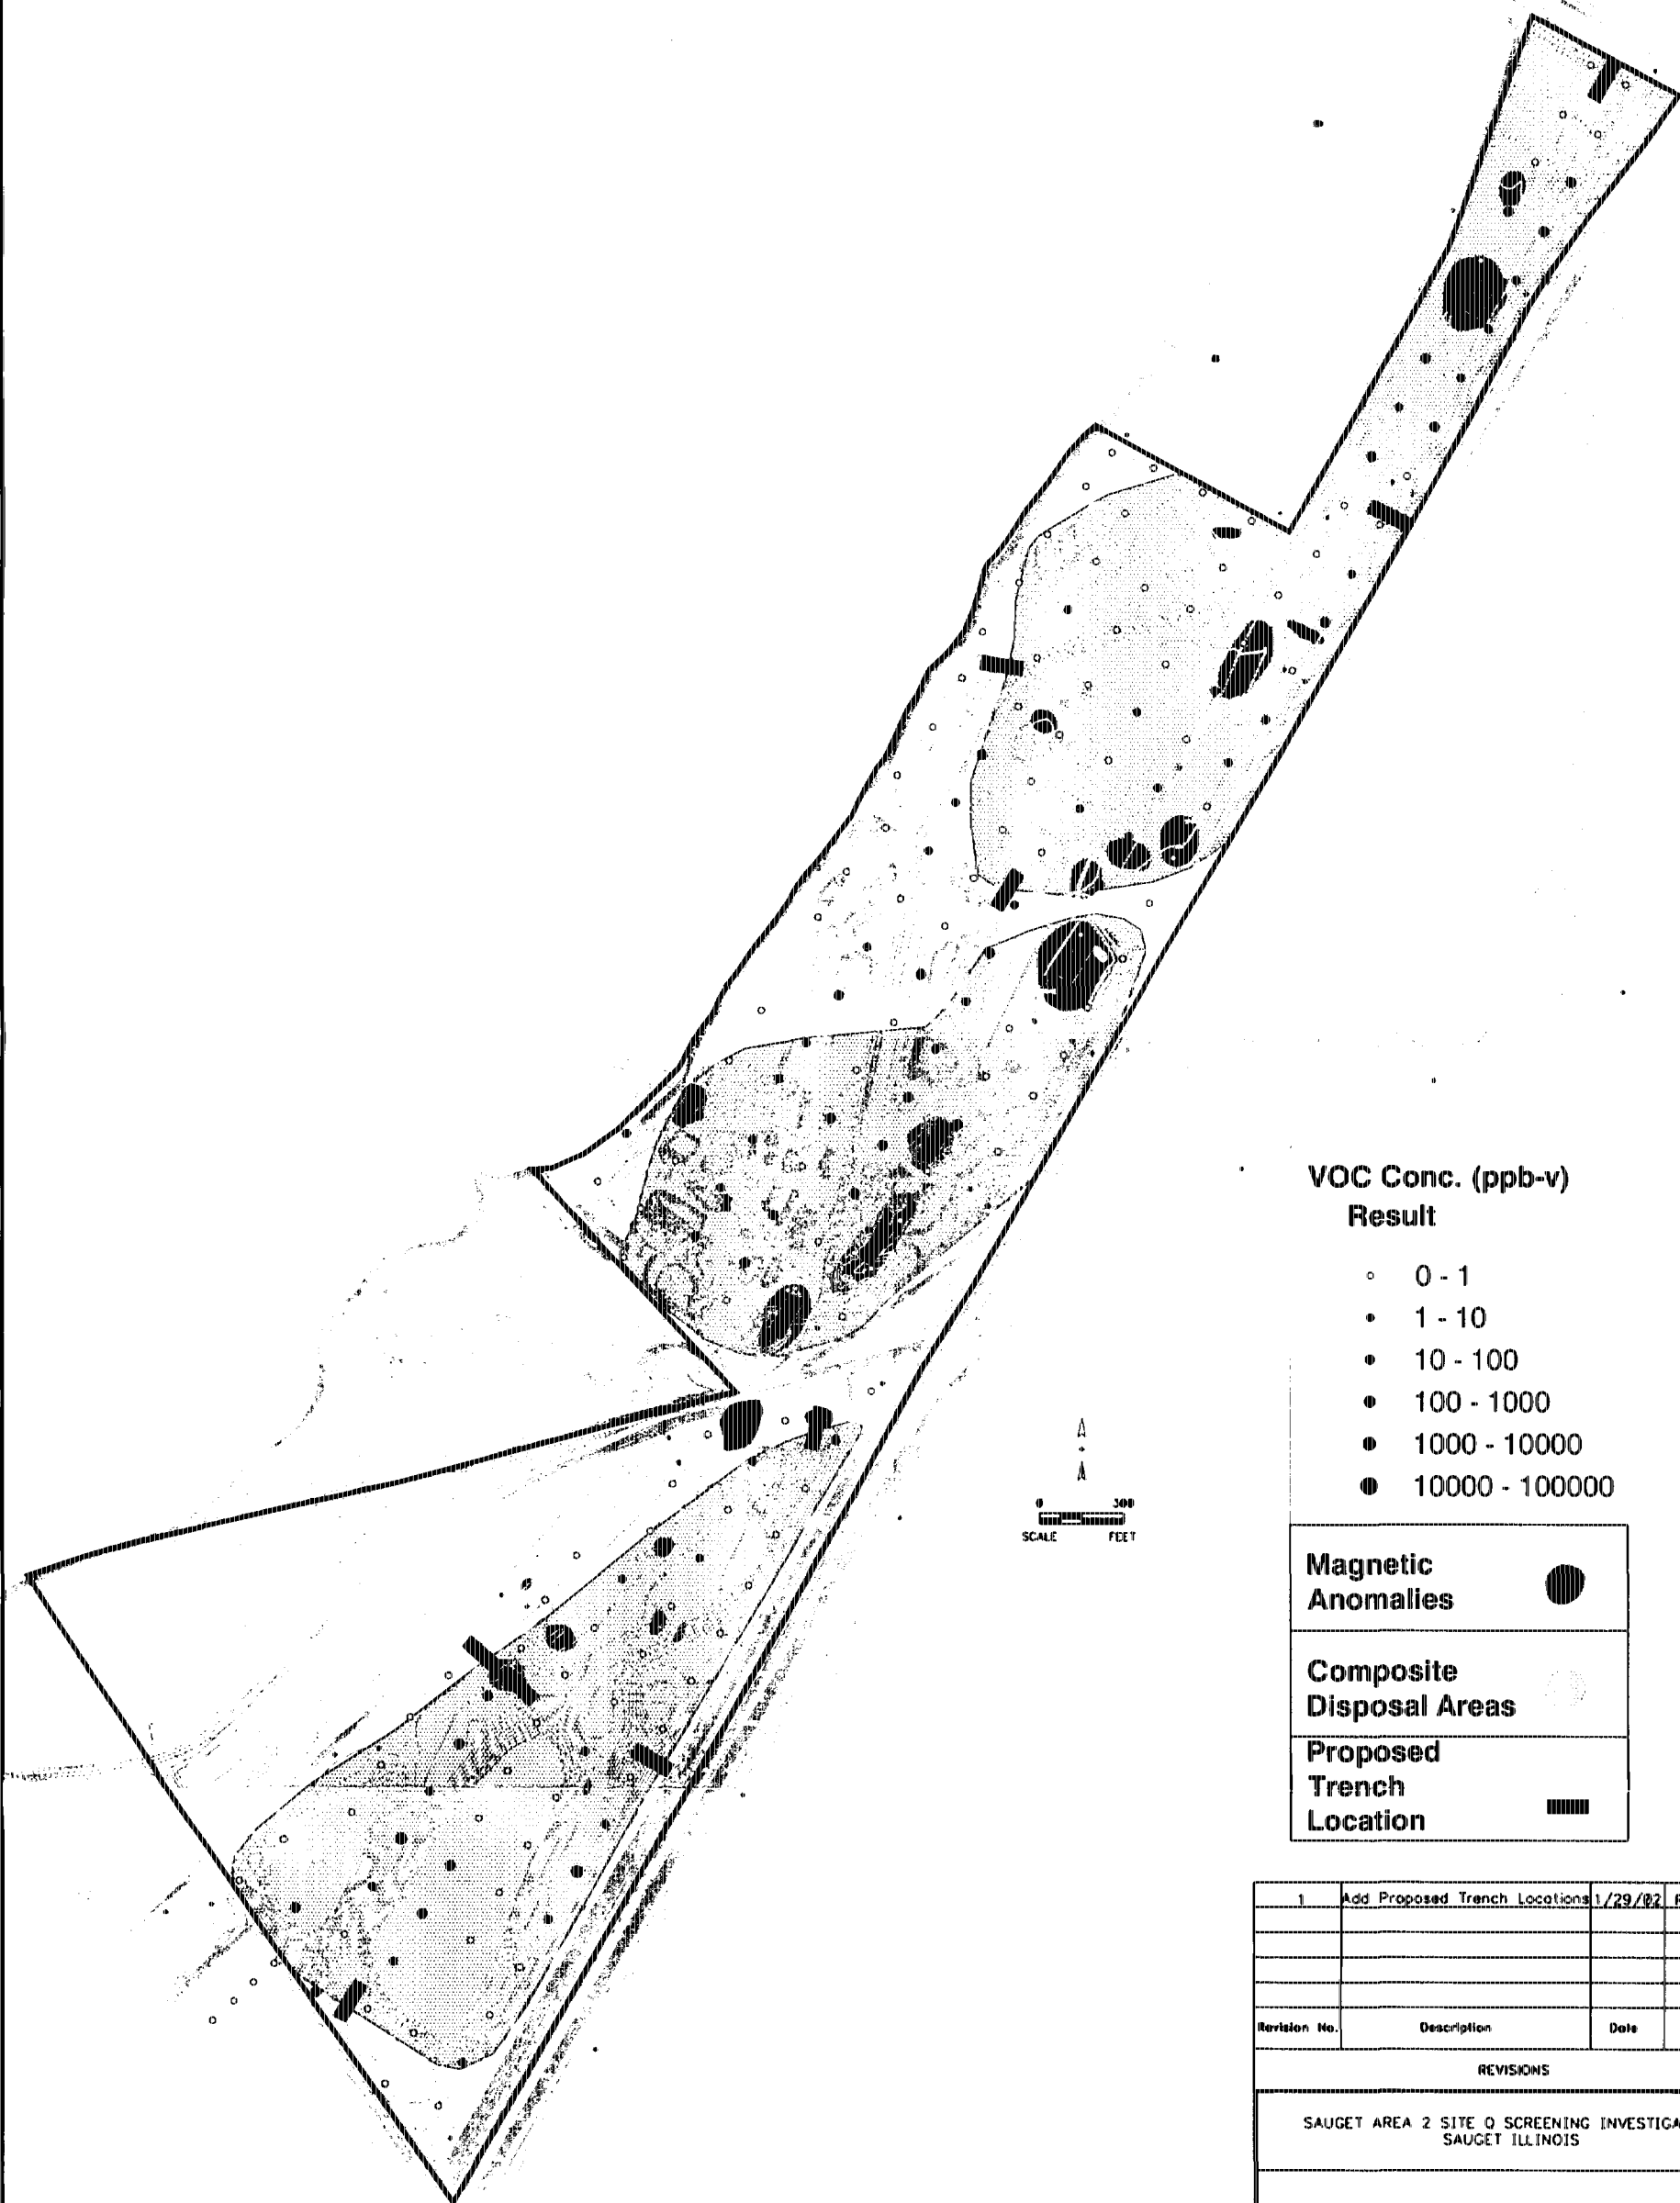 VOC Conc. (ppb-v)
Result
0 - 1
1 - 10
10 - 100
100 - 1000
1000 - 10000
10000 - 100000
0 300
SCALE FEET
Magnetic
Anomalies
Composite
Disposal Areas
Proposed
Trench
Location
1 Add Proposed Trench Locations 1/29/02
Revision No. Description Date
REVISIONS
SAUGET AREA 2 SITE Q SCREENING INVESTIGA
SAUGET ILLINOIS